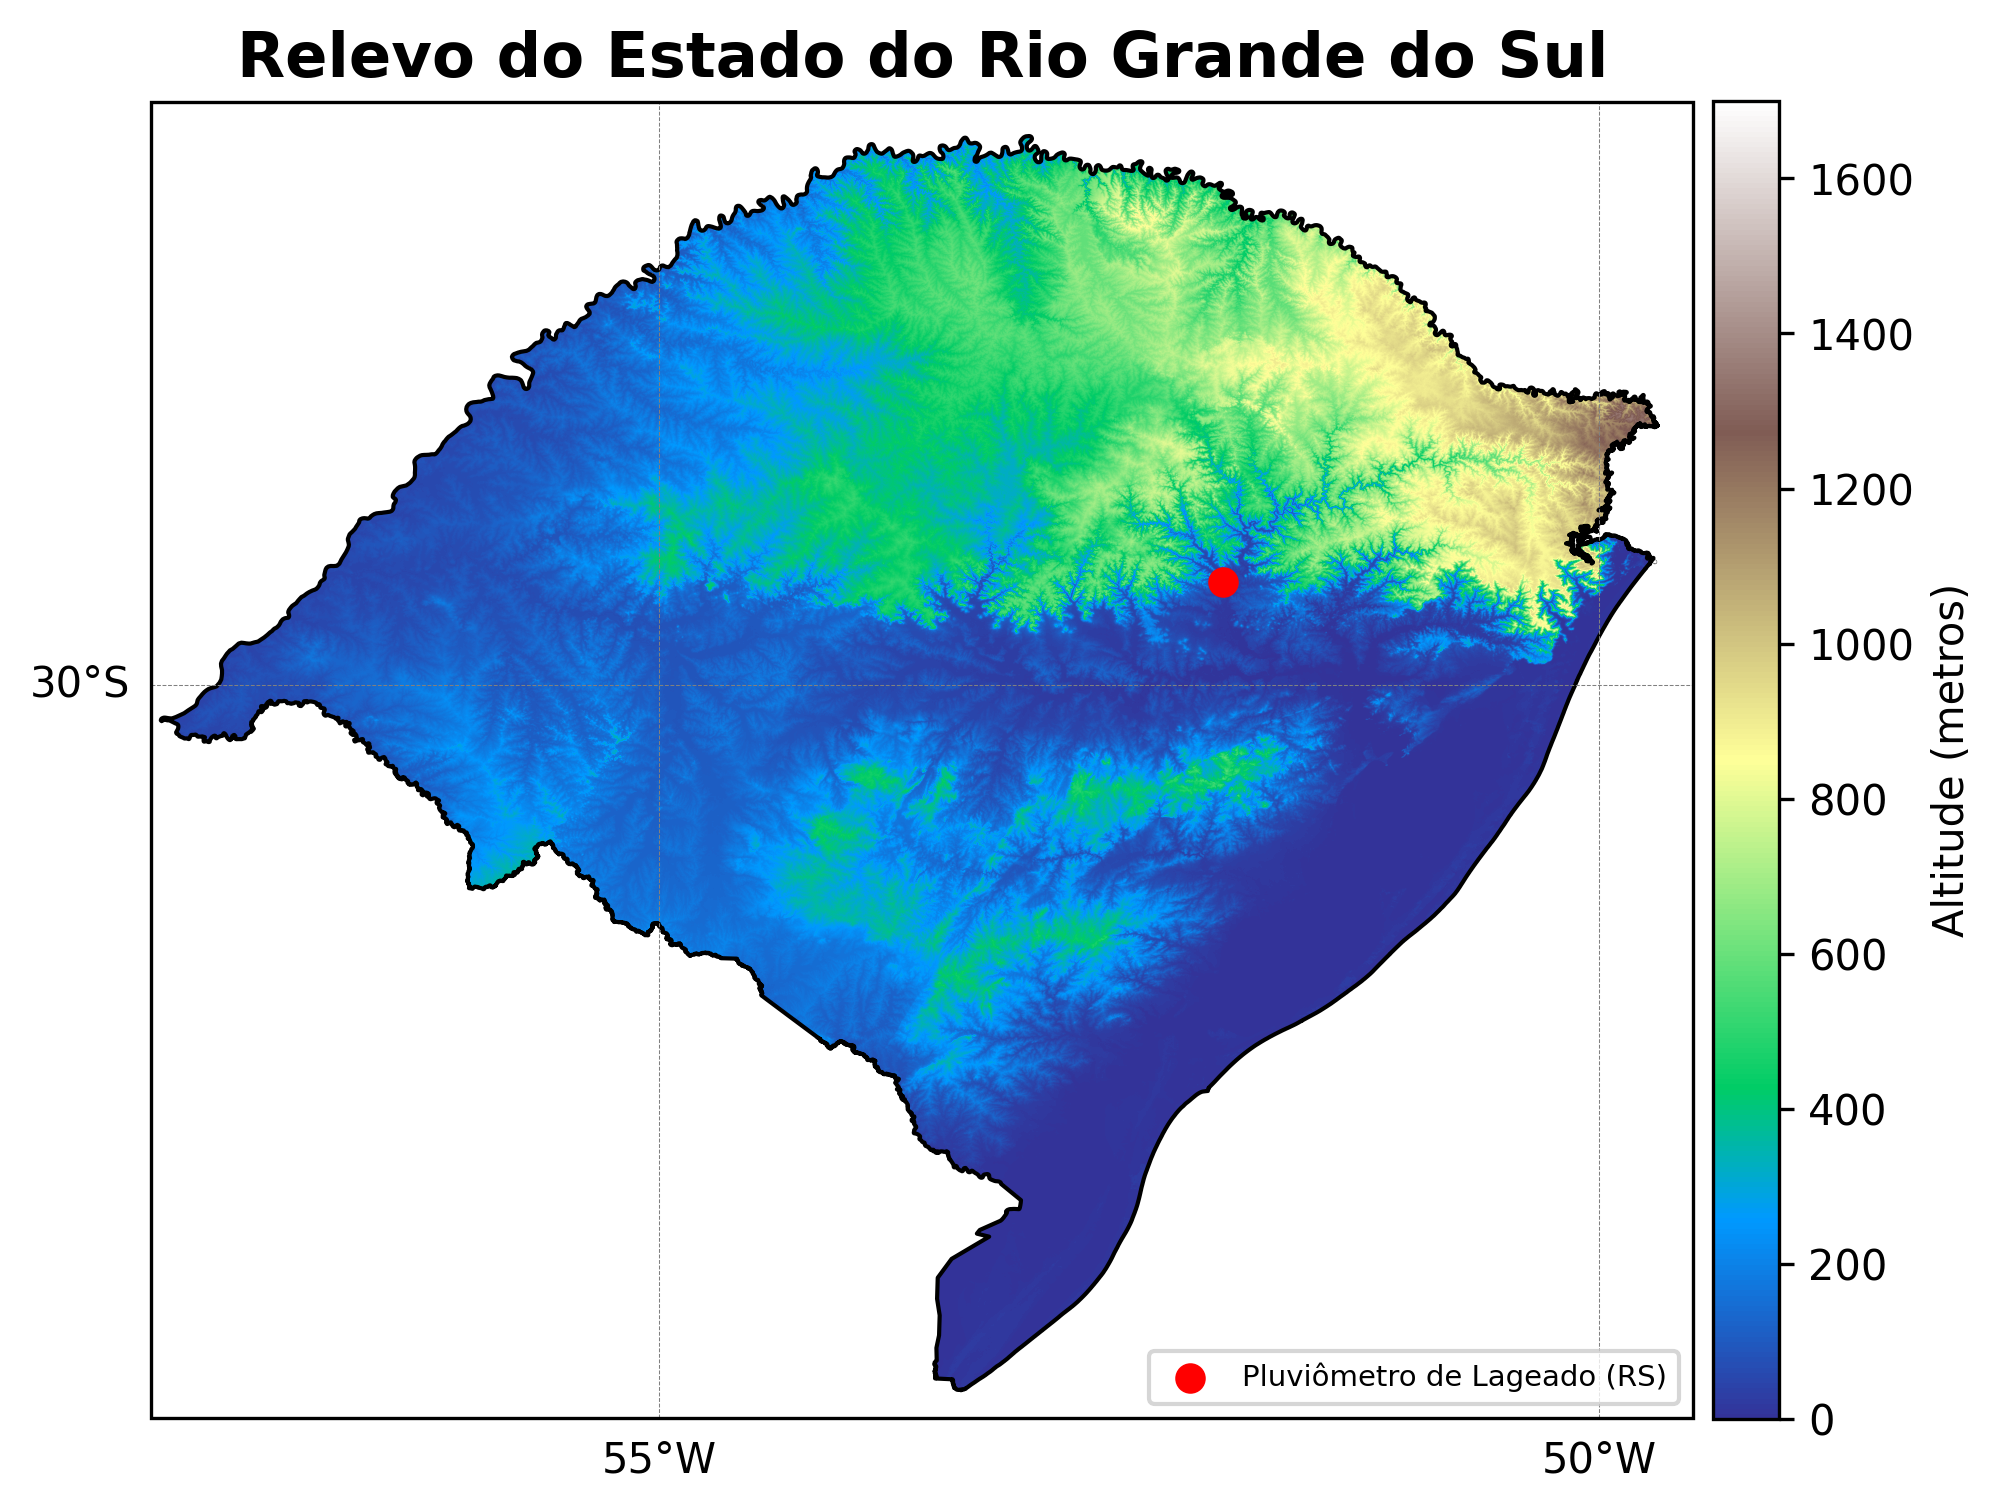 Relevo do Estado do Rio Grande do Sul
1600
1400
1200
1000
800
600
400
200
0
Altitude (metros)
30°S
55°W
50°W
Pluviômetro de Lageado (RS)